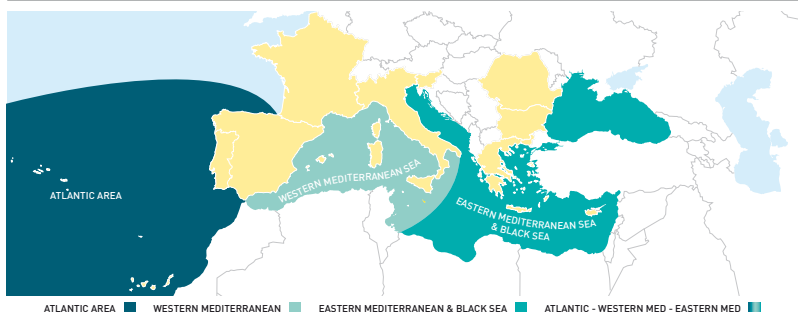 WESTERN MEDITERRANEAN SEA
ATLANTIC AREA
EASTERN MEDITERRANEAN SEA
& BLACK SEA
ATLANTIC AREA
WESTERN MEDITERRANEAN
EASTERN MEDITERRANEAN & BLACK SEA
ATLANTIC - WESTERN MED - EASTERN MED